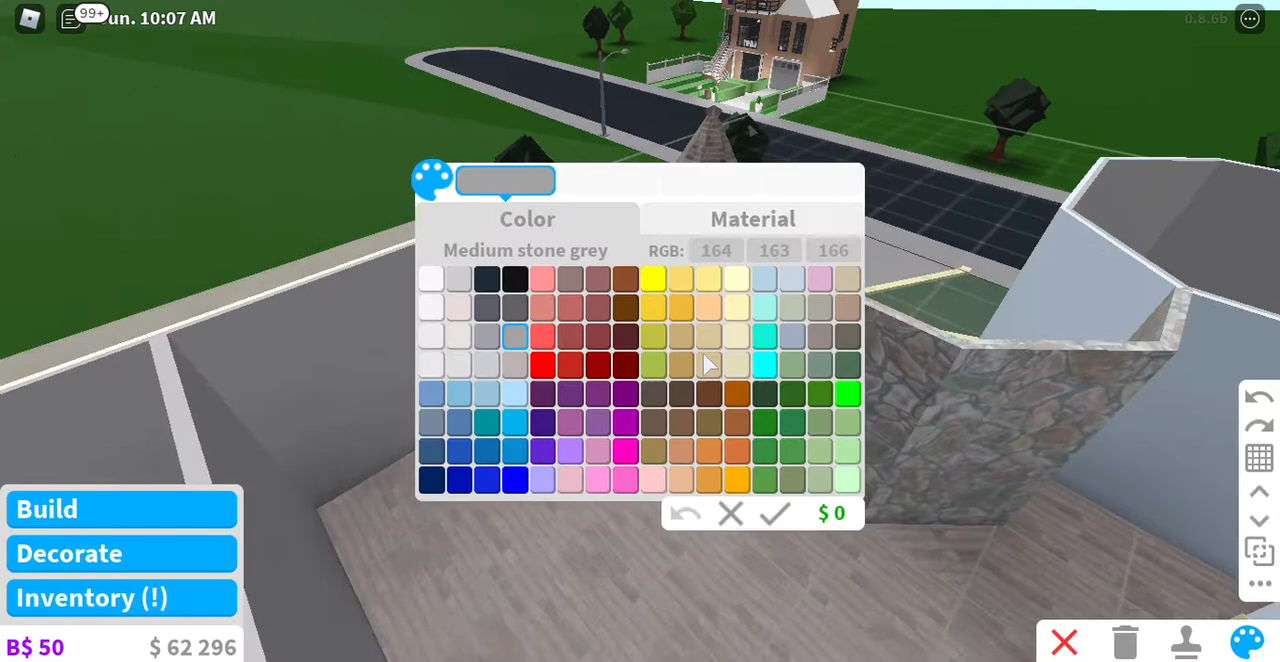 99+
un. 10:07 AM
0.8.6b
Color
Material
Medium stone grey
RGB: 164 163 166
$ 0
Build
Decorate
Inventory (!)
B$ 50
$ 62 296